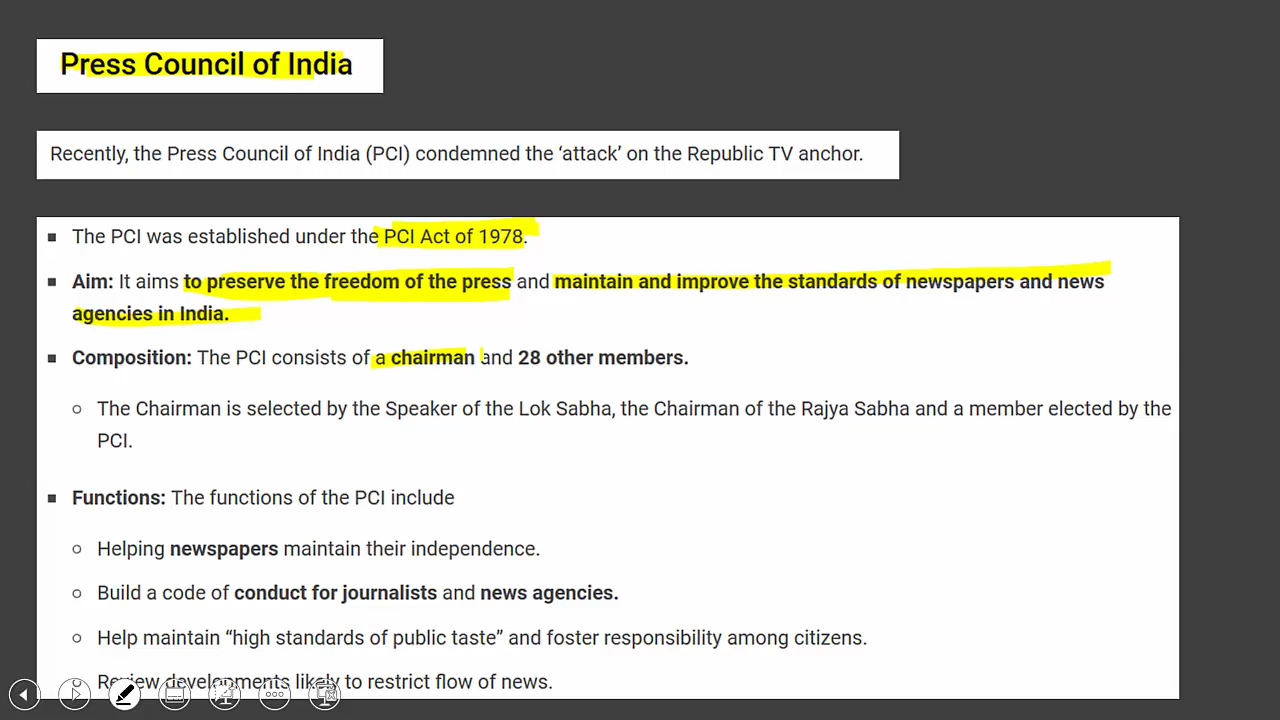 Press Council of India
Recently, the Press Council of India (PCI) condemned the ‘attack’ on the Republic TV anchor.
The PCI was established under the PCI Act of 1978.
Aim: It aims to preserve the freedom of the press and maintain and improve the standards of newspapers and news
agencies in India.
Composition: The PCI consists of a chairman and 28 other members.
The Chairman is selected by the Speaker of the Lok Sabha, the Chairman of the Rajya Sabha and a member elected by the
PCI.
Functions: The functions of the PCI include
Helping newspapers maintain their independence.
Build a code of conduct for journalists and news agencies.
Help maintain “high standards of public taste” and foster responsibility among citizens.
Review developments likely to restrict flow of news.